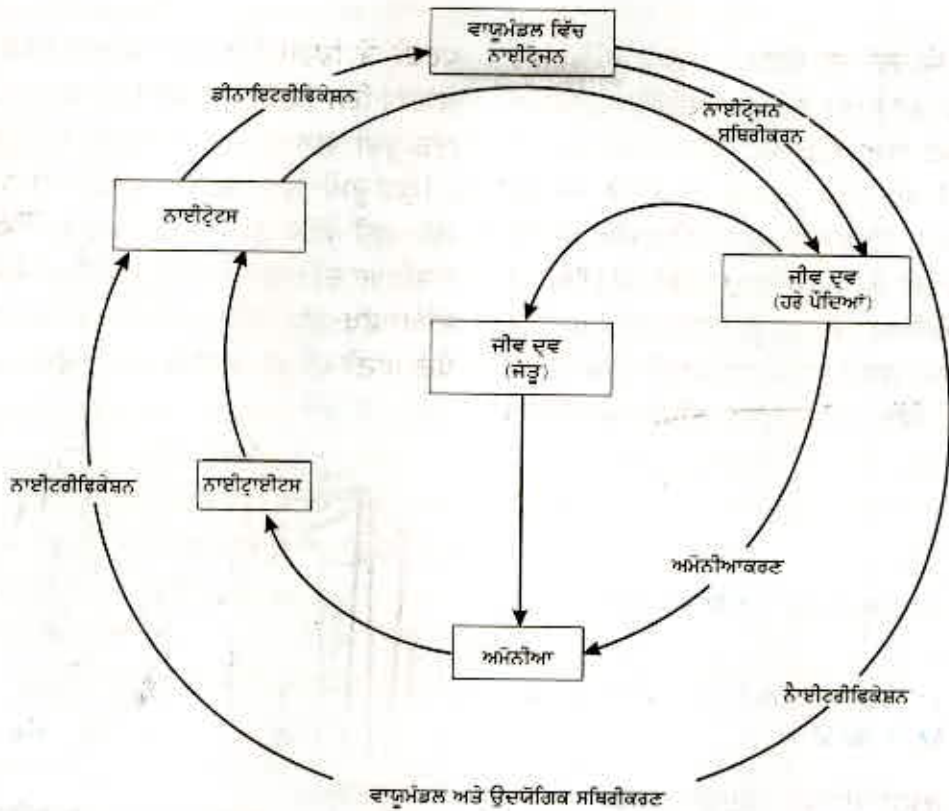 ਵਾਯੂਮੰਡਲ ਵਿੱਚ
ਨਾਈਟ੍ਰੋਜਨ
ਡੀਨਾਇਟਰੀਫਿਕੇਸ਼ਨ
ਨਾਈਟ੍ਰੋਜਨ
ਸਥਿਰੀਕਰਨ
ਨਾਈਟ੍ਰੇਟਸ
ਜੀਵ ਦ੍ਰਵ
(ਹਰੇ ਪੌਦਿਆਂ)
ਜੀਵ ਦ੍ਰਵ
(ਜੰਤੂ)
ਨਾਈਟਰੀਫਿਕੇਸ਼ਨ
ਨਾਈਟ੍ਰਾਈਟਸ
ਅਮੋਨੀਆਕਰਣ
ਅਮੋਨੀਆ
ਨਾਈਟਰੀਫਿਕੇਸ਼ਨ
ਵਾਯੂਮੰਡਲ ਅਤੇ ਉਦਯੋਗਿਕ ਸਥਿਰੀਕਰਣ